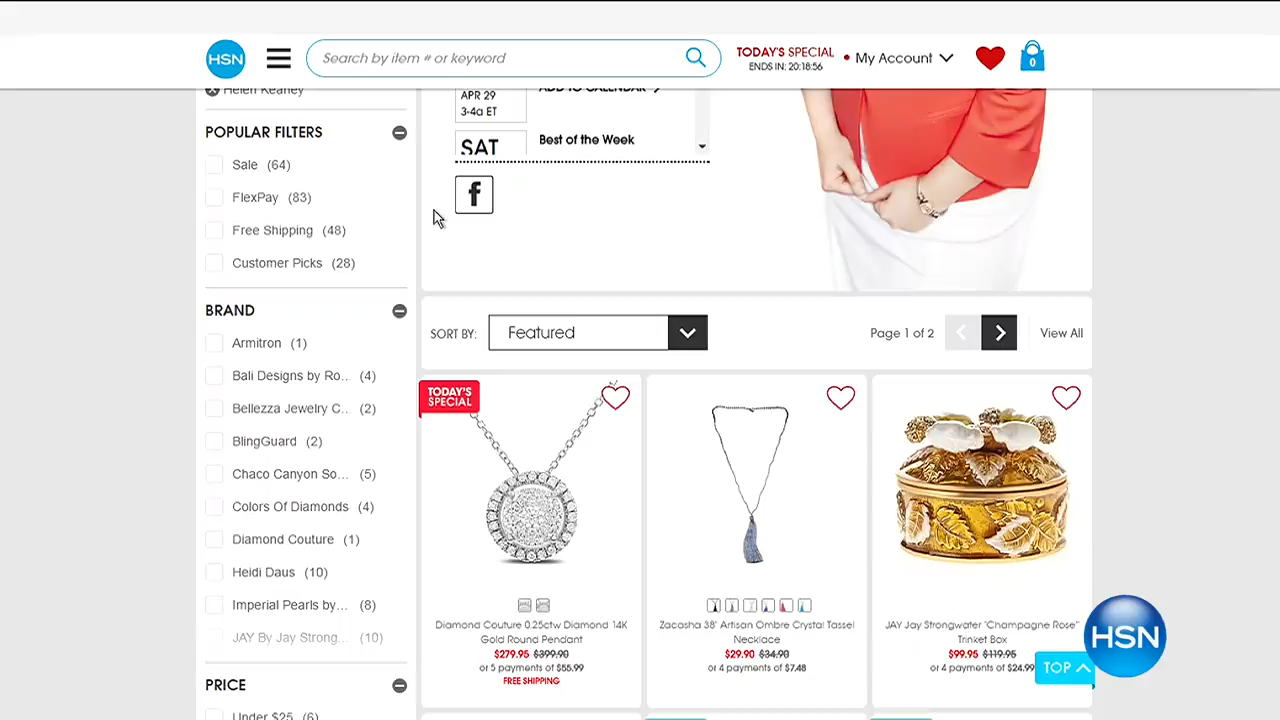 HSN
Search by item # or keyword
TODAY'S SPECIAL
ENDS IN: 20:18:56
My Account
0
Helen Keaney
POPULAR FILTERS
Sale (64)
FlexPay (83)
Free Shipping (48)
Customer Picks (28)
BRAND
Armitron (1)
Bali Designs by Ro... (4)
Bellezza Jewelry C... (2)
BlingGuard (2)
Chaco Canyon So... (5)
Colors Of Diamonds (4)
Diamond Couture (1)
Heidi Daus (10)
Imperial Pearls by... (8)
JAY By Jay Strong... (10)
PRICE
Under $25 (6)
ADD TO CALENDAR
APR 29
3-4a ET
SAT
Best of the Week
f
SORT BY:
Featured
Page 1 of 2
View All
TODAY'S
SPECIAL
Diamond Couture 0.25ctw Diamond 14K
Gold Round Pendant
$279.95 $399.90
or 5 payments of $55.99
FREE SHIPPING
Zacasha 38" Artisan Ombre Crystal Tassel
Necklace
$29.90 $34.90
or 4 payments of $7.48
JAY Jay Strongwater "Champagne Rose"
Trinket Box
$99.95 $119.95
or 4 payments of $24.99
TOP
HSN